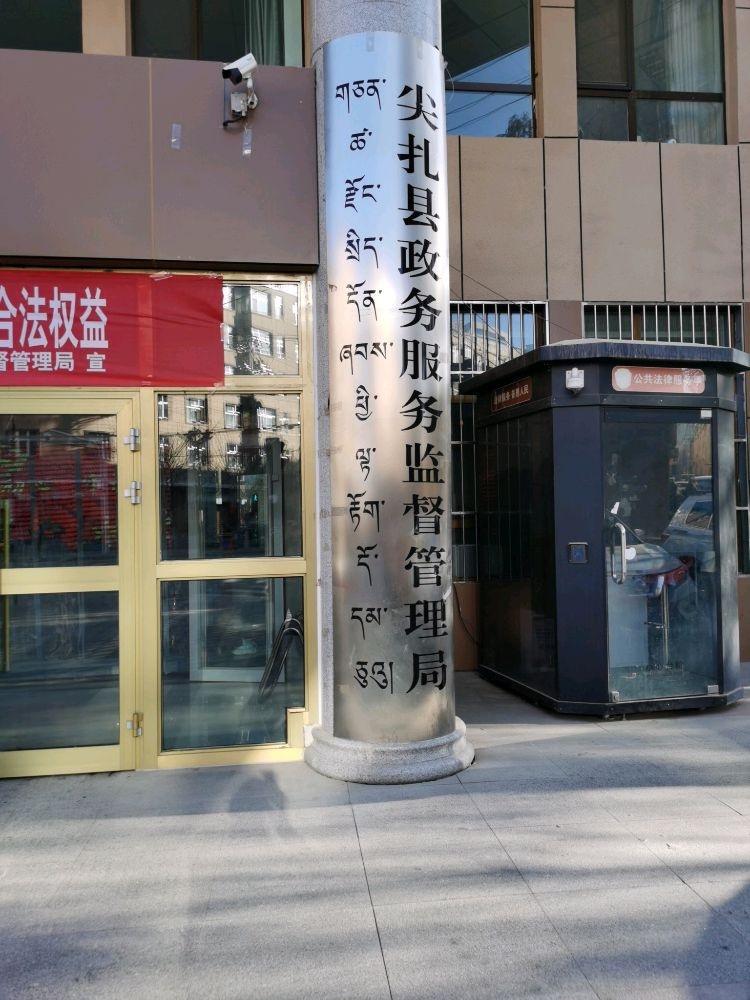 གཅན་
ཚ་
རྫོང་
སྲིད་
དོན་
ཞབས་
ཕྱི་
ལྟ་
རྟོག་
དོ་
དམ་
ཅུའུ།
尖扎县政务服务监督管理局
合法权益
督管理局 宣
公共法律服务亭